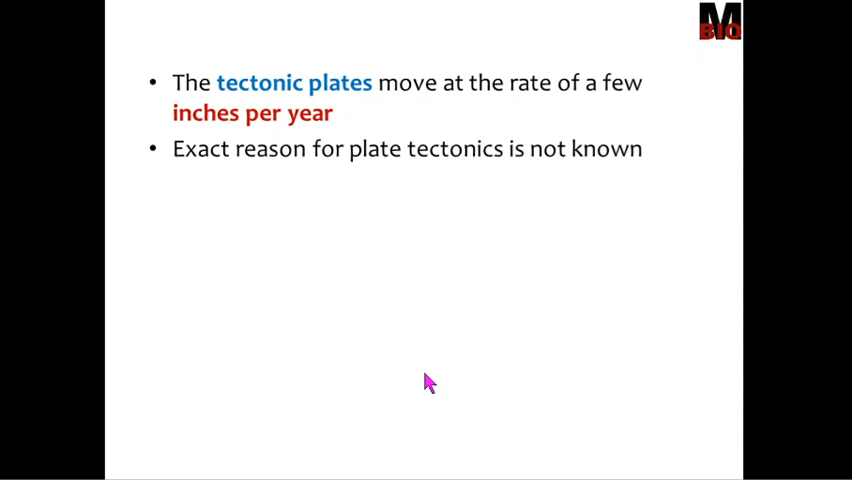 M
BIO
• The tectonic plates move at the rate of a few
inches per year
• Exact reason for plate tectonics is not known